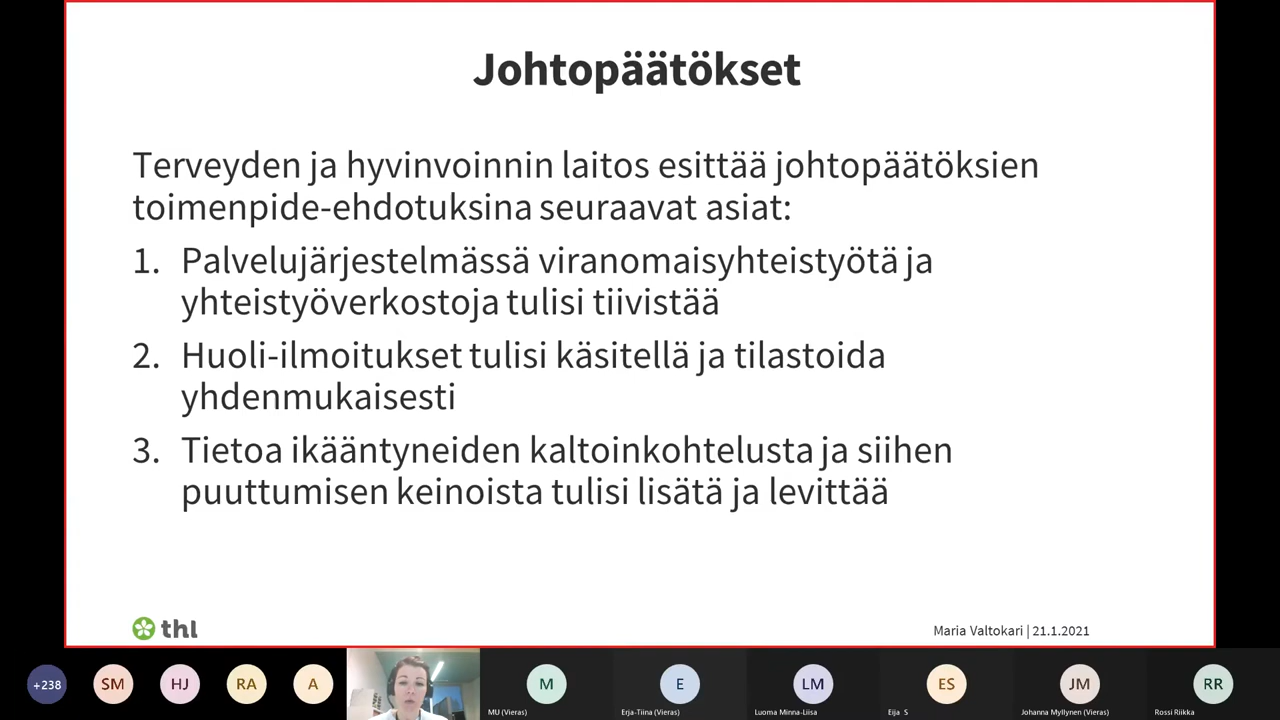 Johtopäätökset
Terveyden ja hyvinvoinnin laitos esittää johtopäätöksien
toimenpide-ehdotuksina seuraavat asiat:
1. Palvelujärjestelmässä viranomaisyhteistyötä ja
yhteistyöverkostoja tulisi tiivistää
2. Huoli-ilmoitukset tulisi käsitellä ja tilastoida
yhdenmukaisesti
3. Tietoa ikääntyneiden kaltoinkohtelusta ja siihen
puuttumisen keinoista tulisi lisätä ja levittää
thl
Maria Valtokari | 21.1.2021
+238 SM HJ RA A M E LM ES JM RR
MU (Vieras) Erja-Tiina (Vieras) Luoma Minna-Liisa Eija S Johanna Myllynen (Vieras) Rossi Riikka